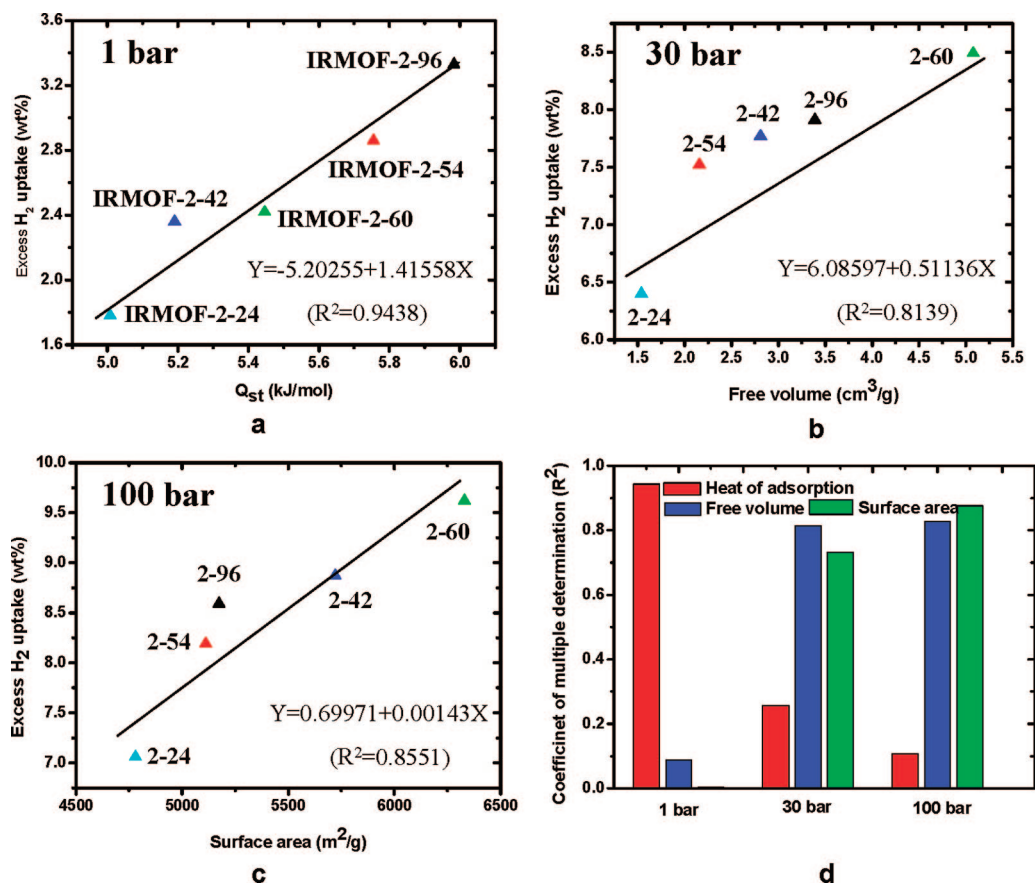 1 bar
IRMOF-2-96
IRMOF-2-54
IRMOF-2-42
IRMOF-2-60
IRMOF-2-24
Y=-5.20255+1.41558X
(R²=0.9438)
Excess H₂ uptake (wt%)
3.6
3.2
2.8
2.4
2.0
1.6
5.0 5.2 5.4 5.6 5.8 6.0
Qst (kJ/mol)
a
30 bar
2-60
2-96
2-42
2-54
2-24
Y=6.08597+0.51136X
(R²=0.8139)
Excess H₂ uptake (wt%)
8.5
8.0
7.5
7.0
6.5
6.0
1.5 2.0 2.5 3.0 3.5 4.0 4.5 5.0 5.5
Free volume (cm³/g)
b
100 bar
2-60
2-96
2-42
2-54
2-24
Y=0.69971+0.00143X
(R²=0.8551)
Excess H₂ uptake (wt%)
10.0
9.5
9.0
8.5
8.0
7.5
7.0
4500 5000 5500 6000 6500
Surface area (m²/g)
c
Heat of adsorption
Free volume
Surface area
Coefficinet of multiple determination (R²)
1.0
0.8
0.6
0.4
0.2
0.0
1 bar 30 bar 100 bar
d